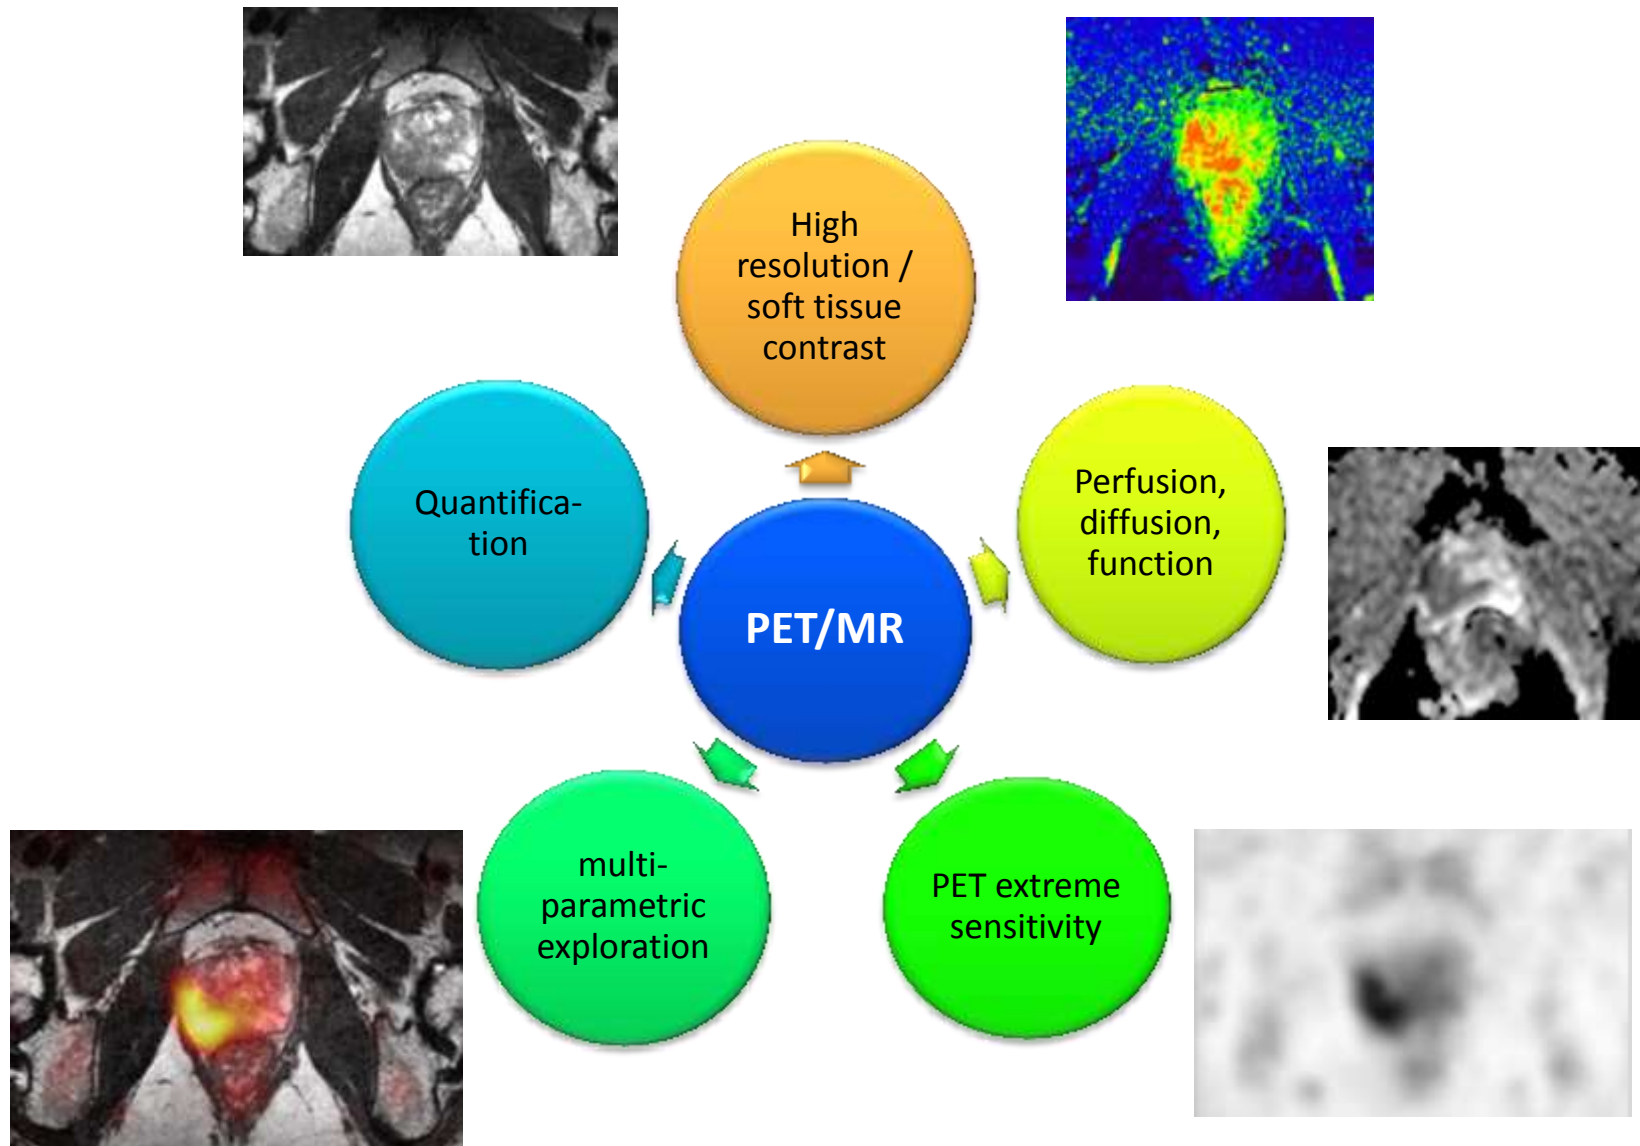 High
resolution /
soft tissue
contrast
Quantifica-
tion
Perfusion,
diffusion,
function
PET/MR
multi-
parametric
exploration
PET extreme
sensitivity